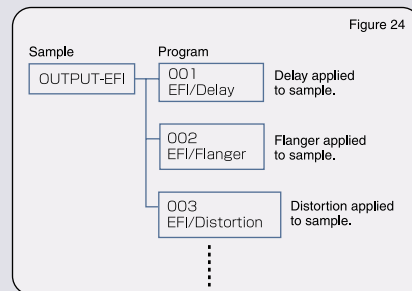 Figure 24
Sample
Program
OUTPUT-EFI
001
EFI/Delay
Delay applied
to sample.
002
EFI/Flanger
Flanger applied
to sample.
003
EFI/Distortion
Distortion applied
to sample.